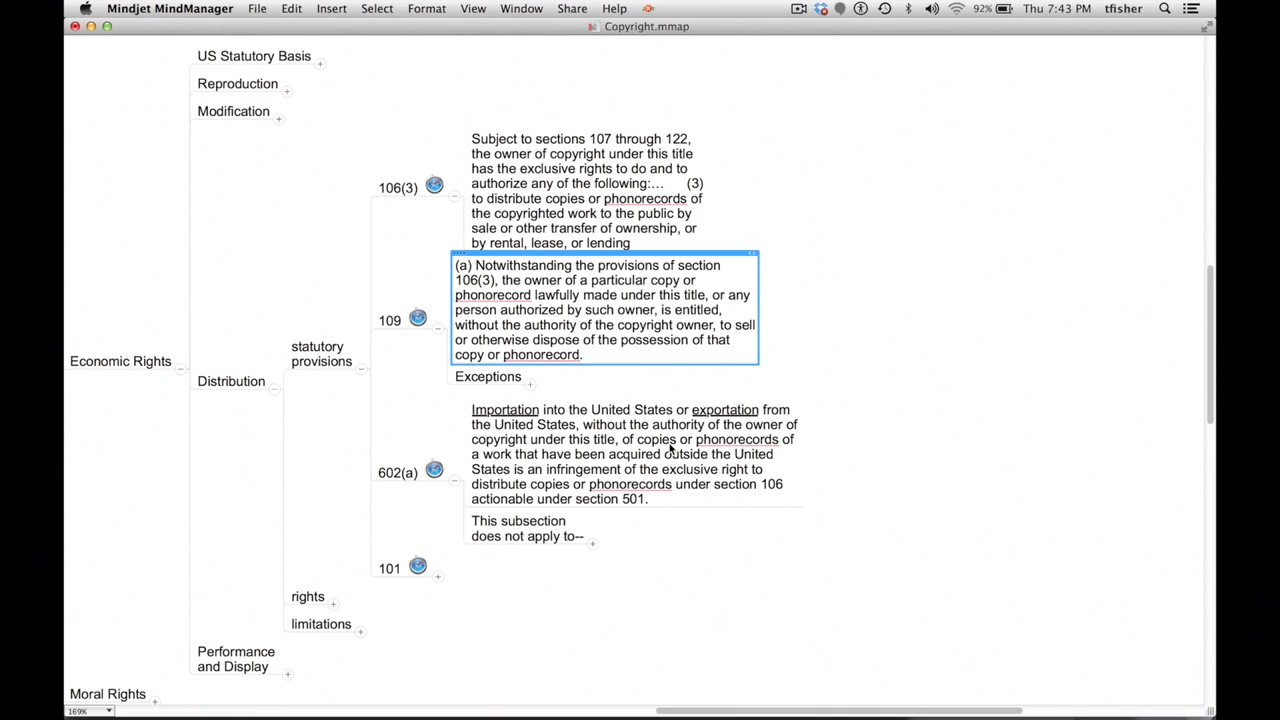 Mindjet MindManager File Edit Insert Select Format View Window Share Help 92% Thu 7:43 PM tfisher
Copyright.mmap
US Statutory Basis
Reproduction
Modification
Subject to sections 107 through 122,
the owner of copyright under this title
has the exclusive rights to do and to
authorize any of the following:... (3)
to distribute copies or phonorecords of
the copyrighted work to the public by
sale or other transfer of ownership, or
by rental, lease, or lending
106(3)
(a) Notwithstanding the provisions of section
106(3), the owner of a particular copy or
phonorecord lawfully made under this title, or any
person authorized by such owner, is entitled,
without the authority of the copyright owner, to sell
or otherwise dispose of the possession of that
copy or phonorecord.
109
Exceptions
statutory
provisions
Economic Rights
Distribution
Importation into the United States or exportation from
the United States, without the authority of the owner of
copyright under this title, of copies or phonorecords of
a work that have been acquired outside the United
States is an infringement of the exclusive right to
distribute copies or phonorecords under section 106
actionable under section 501.
602(a)
This subsection
does not apply to--
101
rights
limitations
Performance
and Display
Moral Rights
169%